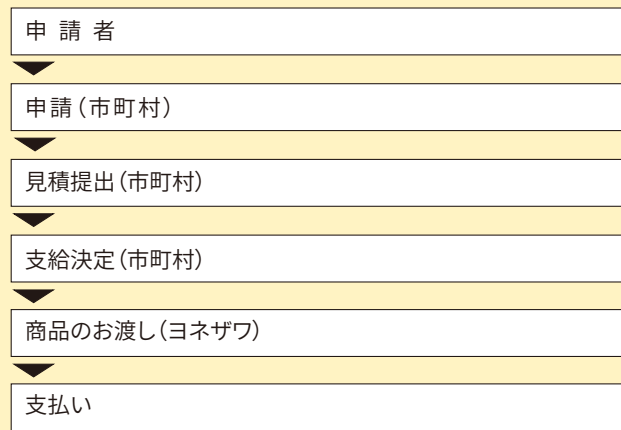 申 請 者
申請（市町村）
見積提出（市町村）
支給決定（市町村）
商品のお渡し（ヨネザワ）
支払い